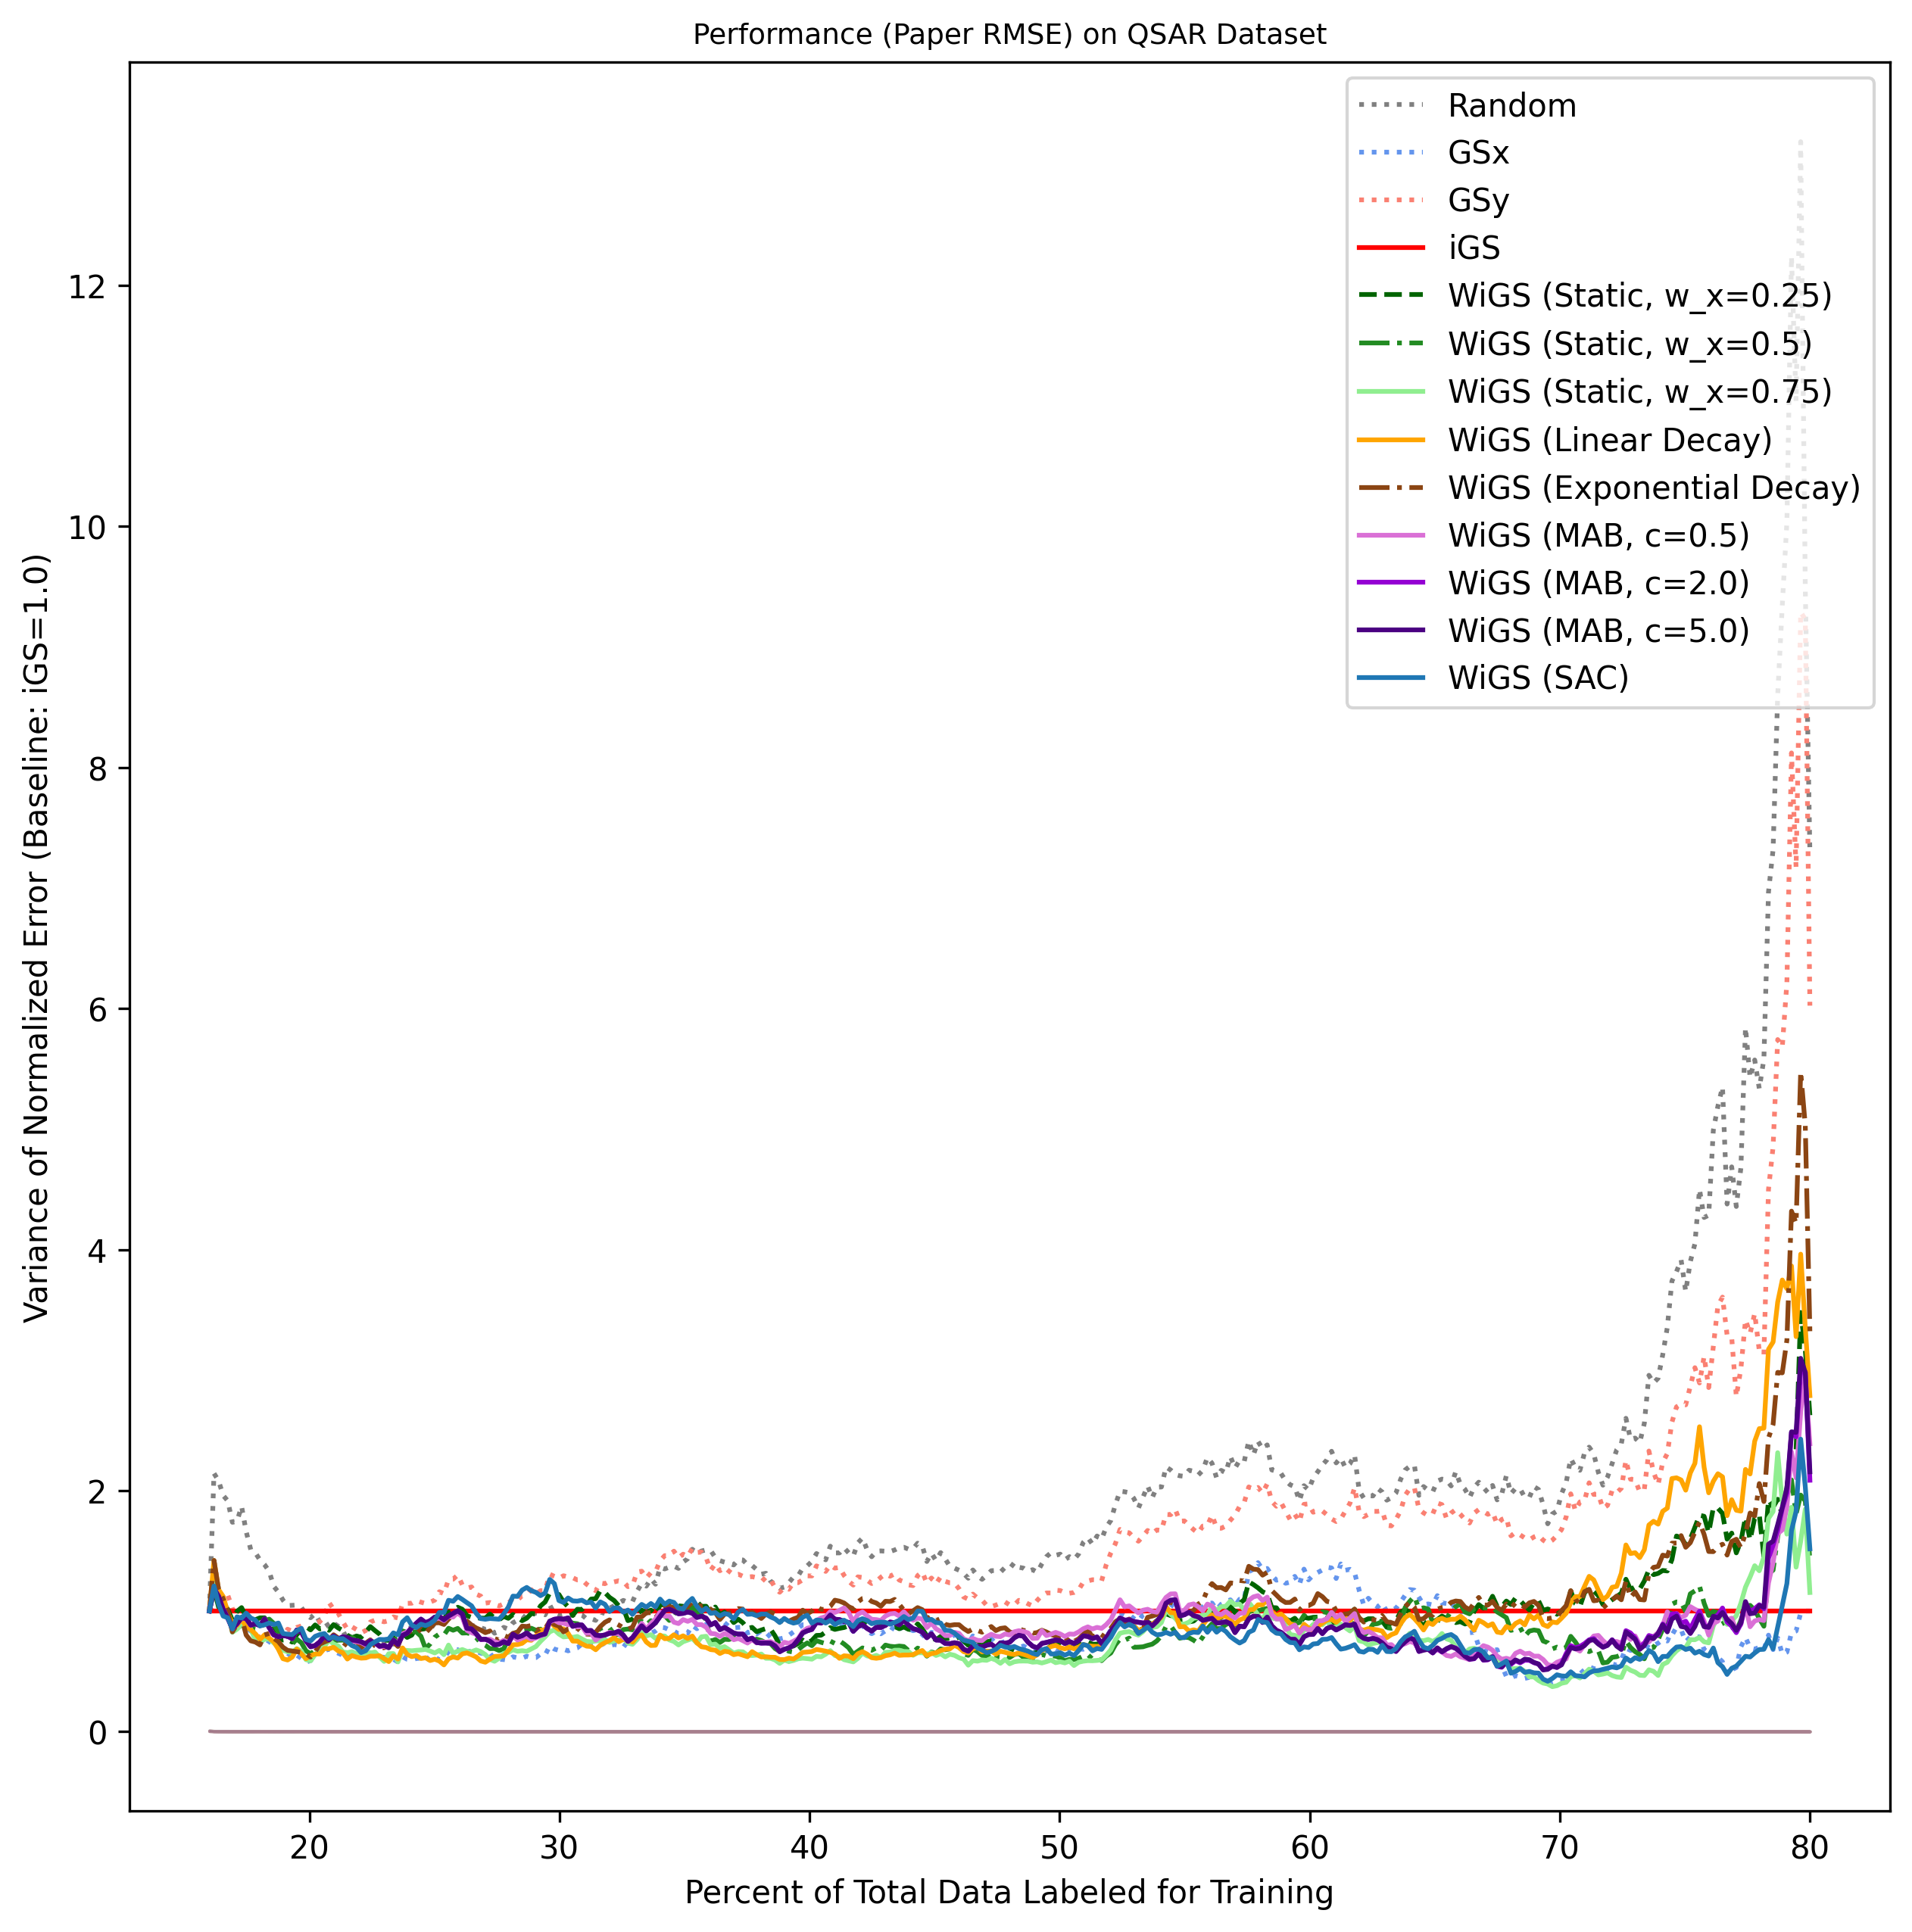 Performance (Paper RMSE) on QSAR Dataset
Variance of Normalized Error (Baseline: iGS=1.0)
12
10
8
6
4
2
0
Random
GSx
GSy
iGS
WiGS (Static, w_x=0.25)
WiGS (Static, w_x=0.5)
WiGS (Static, w_x=0.75)
WiGS (Linear Decay)
WiGS (Exponential Decay)
WiGS (MAB, c=0.5)
WiGS (MAB, c=2.0)
WiGS (MAB, c=5.0)
WiGS (SAC)
20 30 40 50 60 70 80
Percent of Total Data Labeled for Training